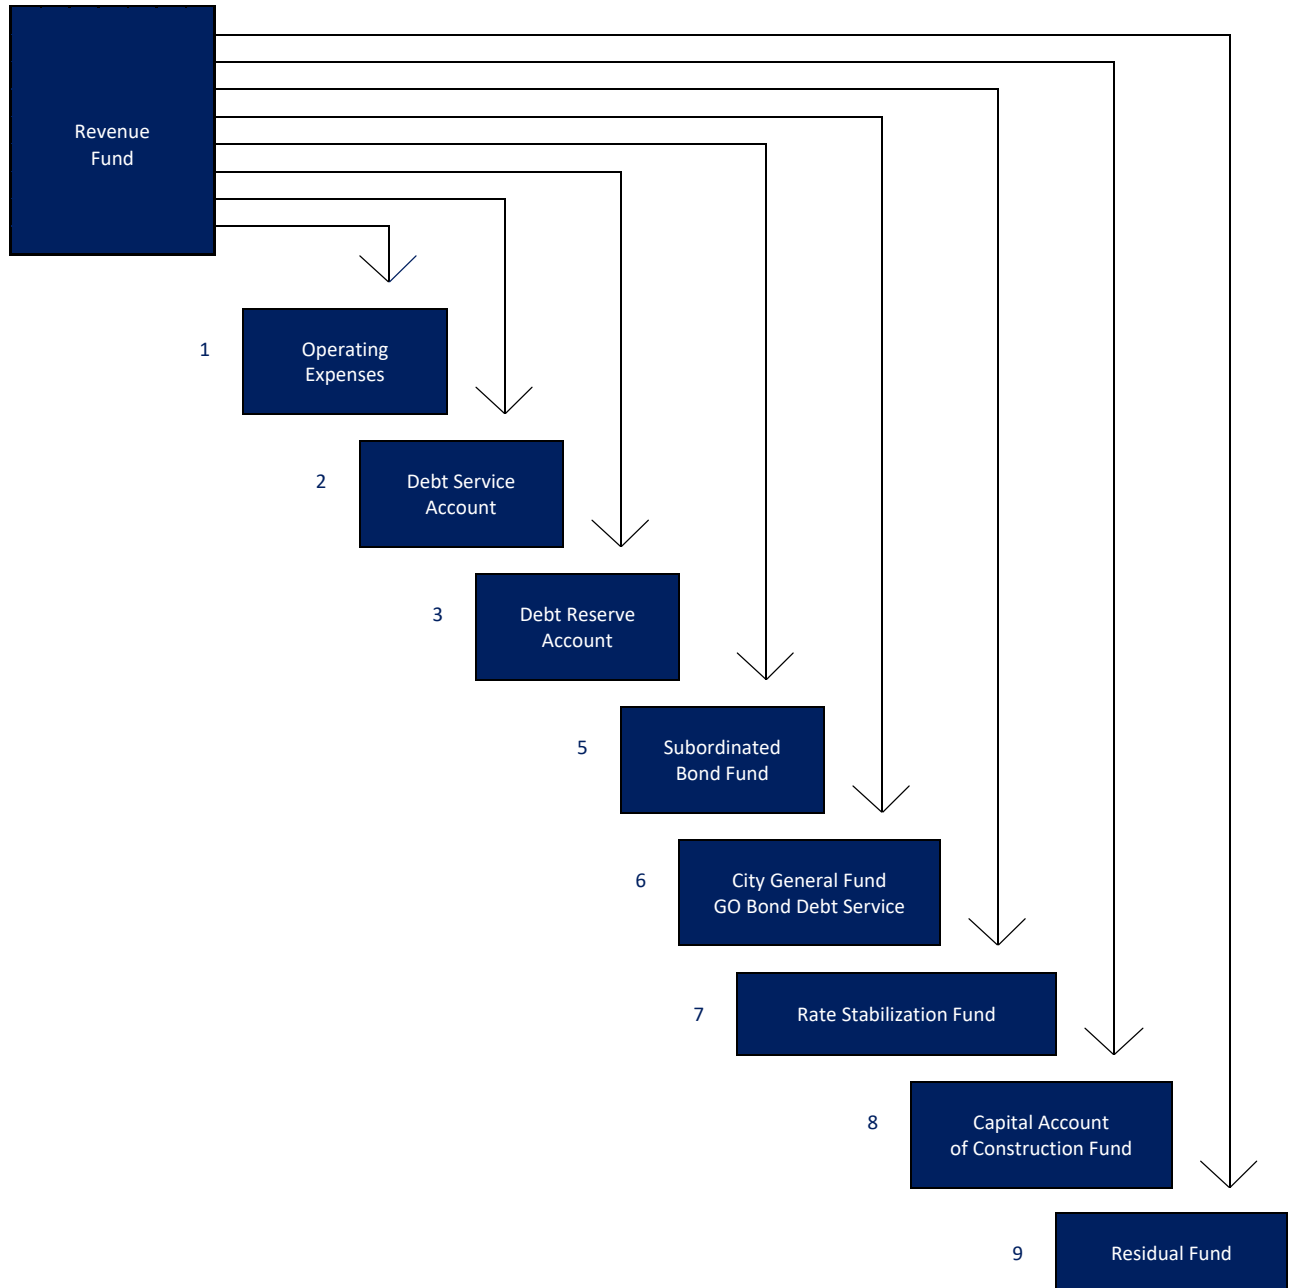 Revenue
Fund
1
Operating
Expenses
2
Debt Service
Account
3
Debt Reserve
Account
5
Subordinated
Bond Fund
6
City General Fund
GO Bond Debt Service
7
Rate Stabilization Fund
8
Capital Account
of Construction Fund
9
Residual Fund